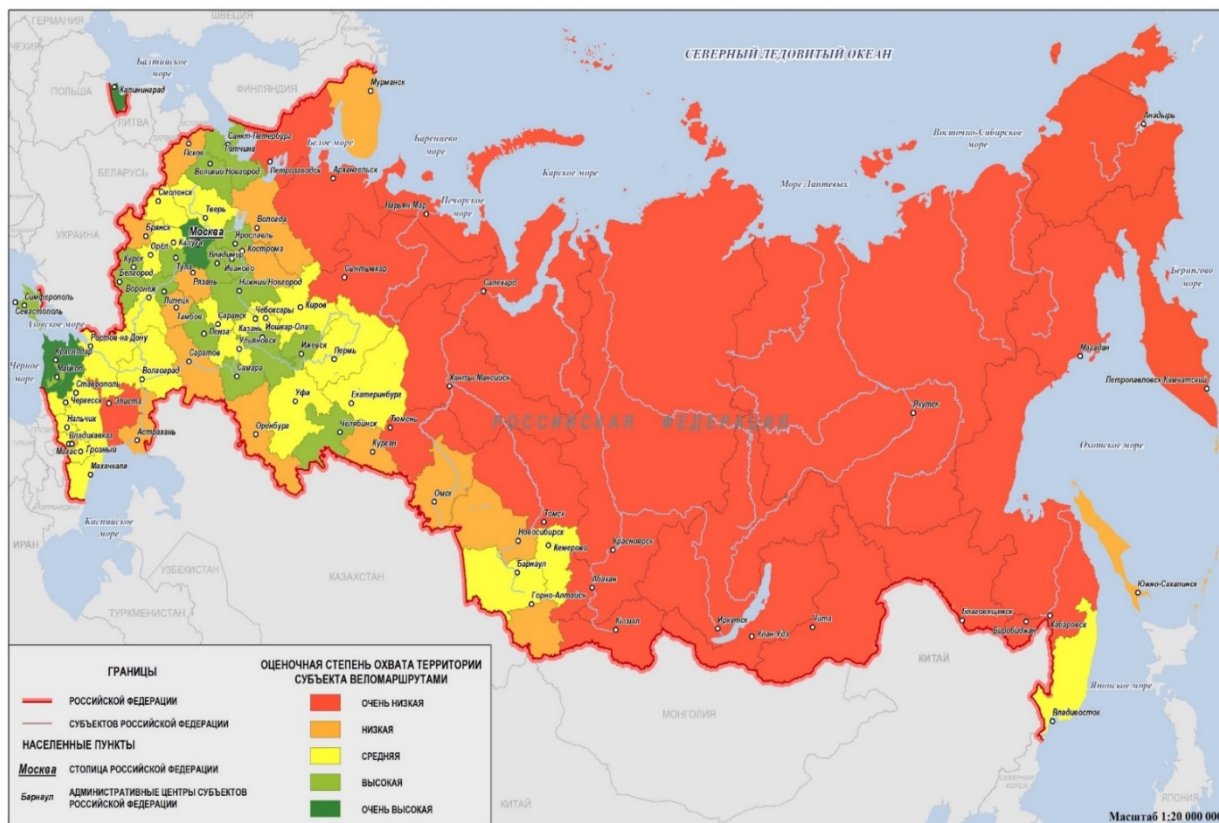 ГЕРМАНИЯ
ШВЕЦИЯ
ЧЕХИЯ
Балтийское
море
ПОЛЬША
Калининград
ЛИТВА
ФИНЛЯНДИЯ
БЕЛАРУСЬ
УКРАИНА
СЕВЕРНЫЙ ЛЕДОВИТЫЙ ОКЕАН
Мурманск
Белое море
Баренцево
море
Карское море
Печорское
море
Море Лаптевых
Восточно-Сибирское
море
Анадырь
Берингово
море
Санкт-Петербург
Гатчина
Псков
Великий Новгород
Петрозаводск
Архангельск
Нарьян-Мар
Смоленск
Тверь
Вологда
Брянск
Москва
Ярославль
Калуга
Кострома
Орёл
Владимир
Курск
Тула
Иваново
Белгород
Рязань
Нижний Новгород
Воронеж
Липецк
Тамбов
Саранск
Чебоксары
Киров
Сыктывкар
Салехард
Пенза
Казань
Йошкар-Ола
Ульяновск
Ижевск
Пермь
Саратов
Самара
Симферополь
Севастополь
Азовское море
Чёрное
море
Ростов-на-Дону
Краснодар
Майкоп
Волгоград
Ставрополь
Черкесск
Элиста
Нальчик
Владикавказ
Магас
Грозный
Астрахань
Махачкала
Уфа
Екатеринбург
Оренбург
Челябинск
Тюмень
Курган
Ханты-Мансийск
РОССИЙСКАЯ ФЕДЕРАЦИЯ
Якутск
Магадан
Петропавловск-Камчатский
Охотское море
Омск
Новосибирск
Томск
Кемерово
Барнаул
Горно-Алтайск
Красноярск
Абакан
Кызыл
Иркутск
Улан-Удэ
Чита
Благовещенск
Биробиджан
Хабаровск
Южно-Сахалинск
Владивосток
Японское море
ИРАН
Каспийское
море
УЗБЕКИСТАН
ТУРКМЕНИСТАН
КАЗАХСТАН
МОНГОЛИЯ
КИТАЙ
КИТАЙ
СЕВЕРНАЯ
КОРЕЯ
ЯПОНИЯ
ГРАНИЦЫ
РОССИЙСКОЙ ФЕДЕРАЦИИ
СУБЪЕКТОВ РОССИЙСКОЙ ФЕДЕРАЦИИ
НАСЕЛЕННЫЕ ПУНКТЫ
Москва СТОЛИЦА РОССИЙСКОЙ ФЕДЕРАЦИИ
Барнаул АДМИНИСТРАТИВНЫЕ ЦЕНТРЫ СУБЪЕКТОВ
РОССИЙСКОЙ ФЕДЕРАЦИИ
ОЦЕНОЧНАЯ СТЕПЕНЬ ОХВАТА ТЕРРИТОРИИ
СУБЪЕКТА ВЕЛОМАРШРУТАМИ
ОЧЕНЬ НИЗКАЯ
НИЗКАЯ
СРЕДНЯЯ
ВЫСОКАЯ
ОЧЕНЬ ВЫСОКАЯ
Масштаб 1:20 000 000